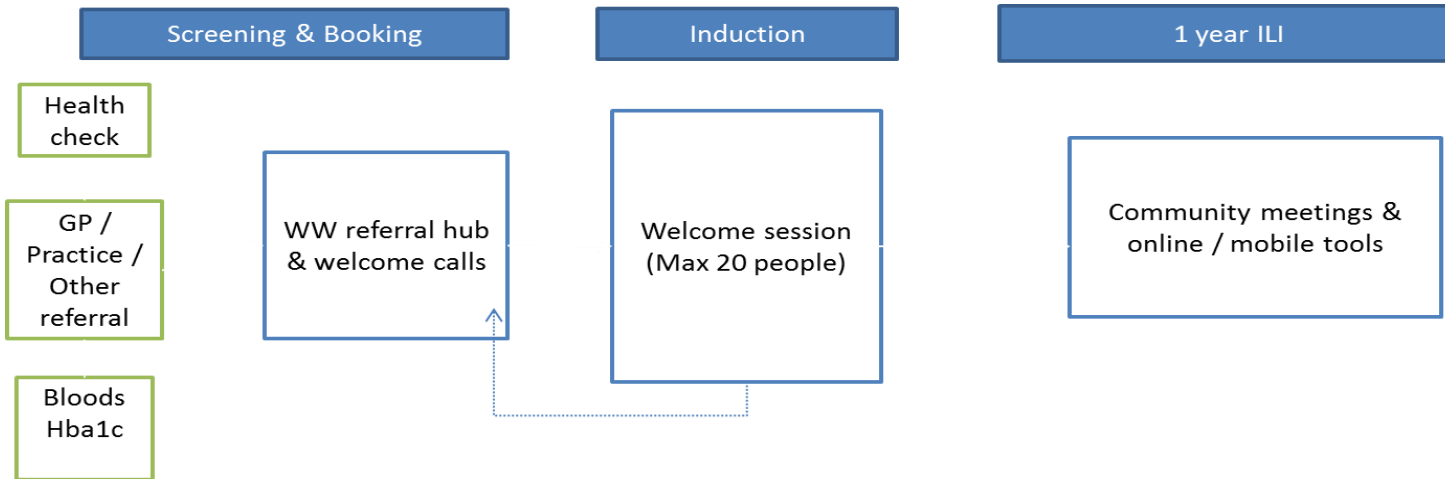 Screening & Booking
Induction
1 year ILI
Health
check
GP /
Practice /
Other
referral
Bloods
Hba1c
WW referral hub
& welcome calls
Welcome session
(Max 20 people)
Community meetings &
online / mobile tools